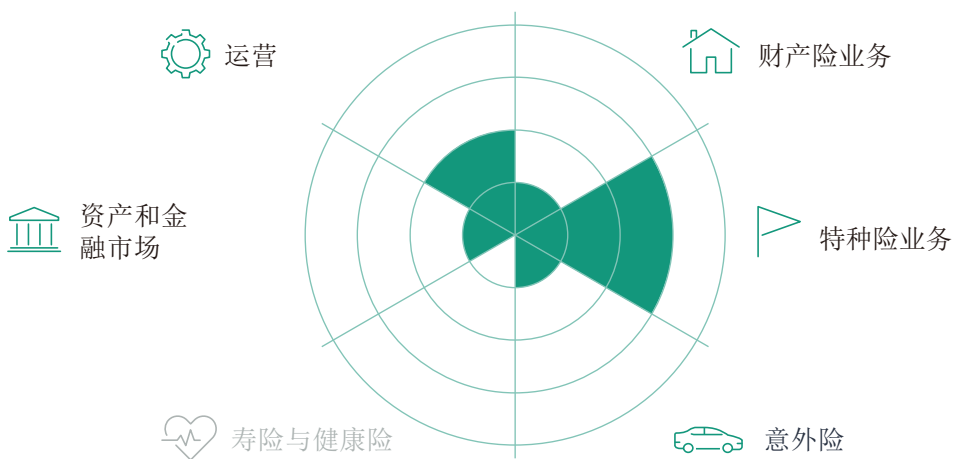 运营
财产险业务
资产和金
融市场
特种险业务
寿险与健康险
意外险